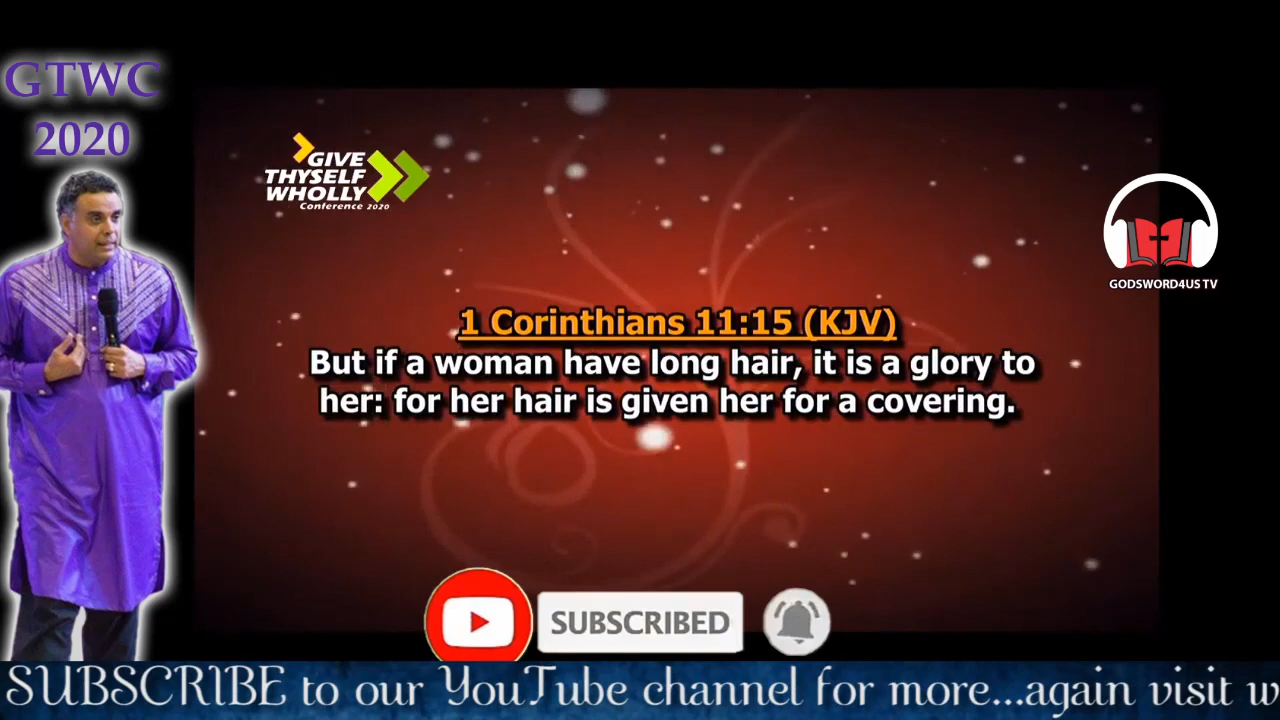 GTWC
2020
GIVE
THYSELF
WHOLLY
Conference 2020
GODSWORD4US TV
1 Corinthians 11:15 (KJV)
But if a woman have long hair, it is a glory to
her: for her hair is given her for a covering.
SUBSCRIBED
SUBSCRIBE to our YouTube channel for more...again visit w